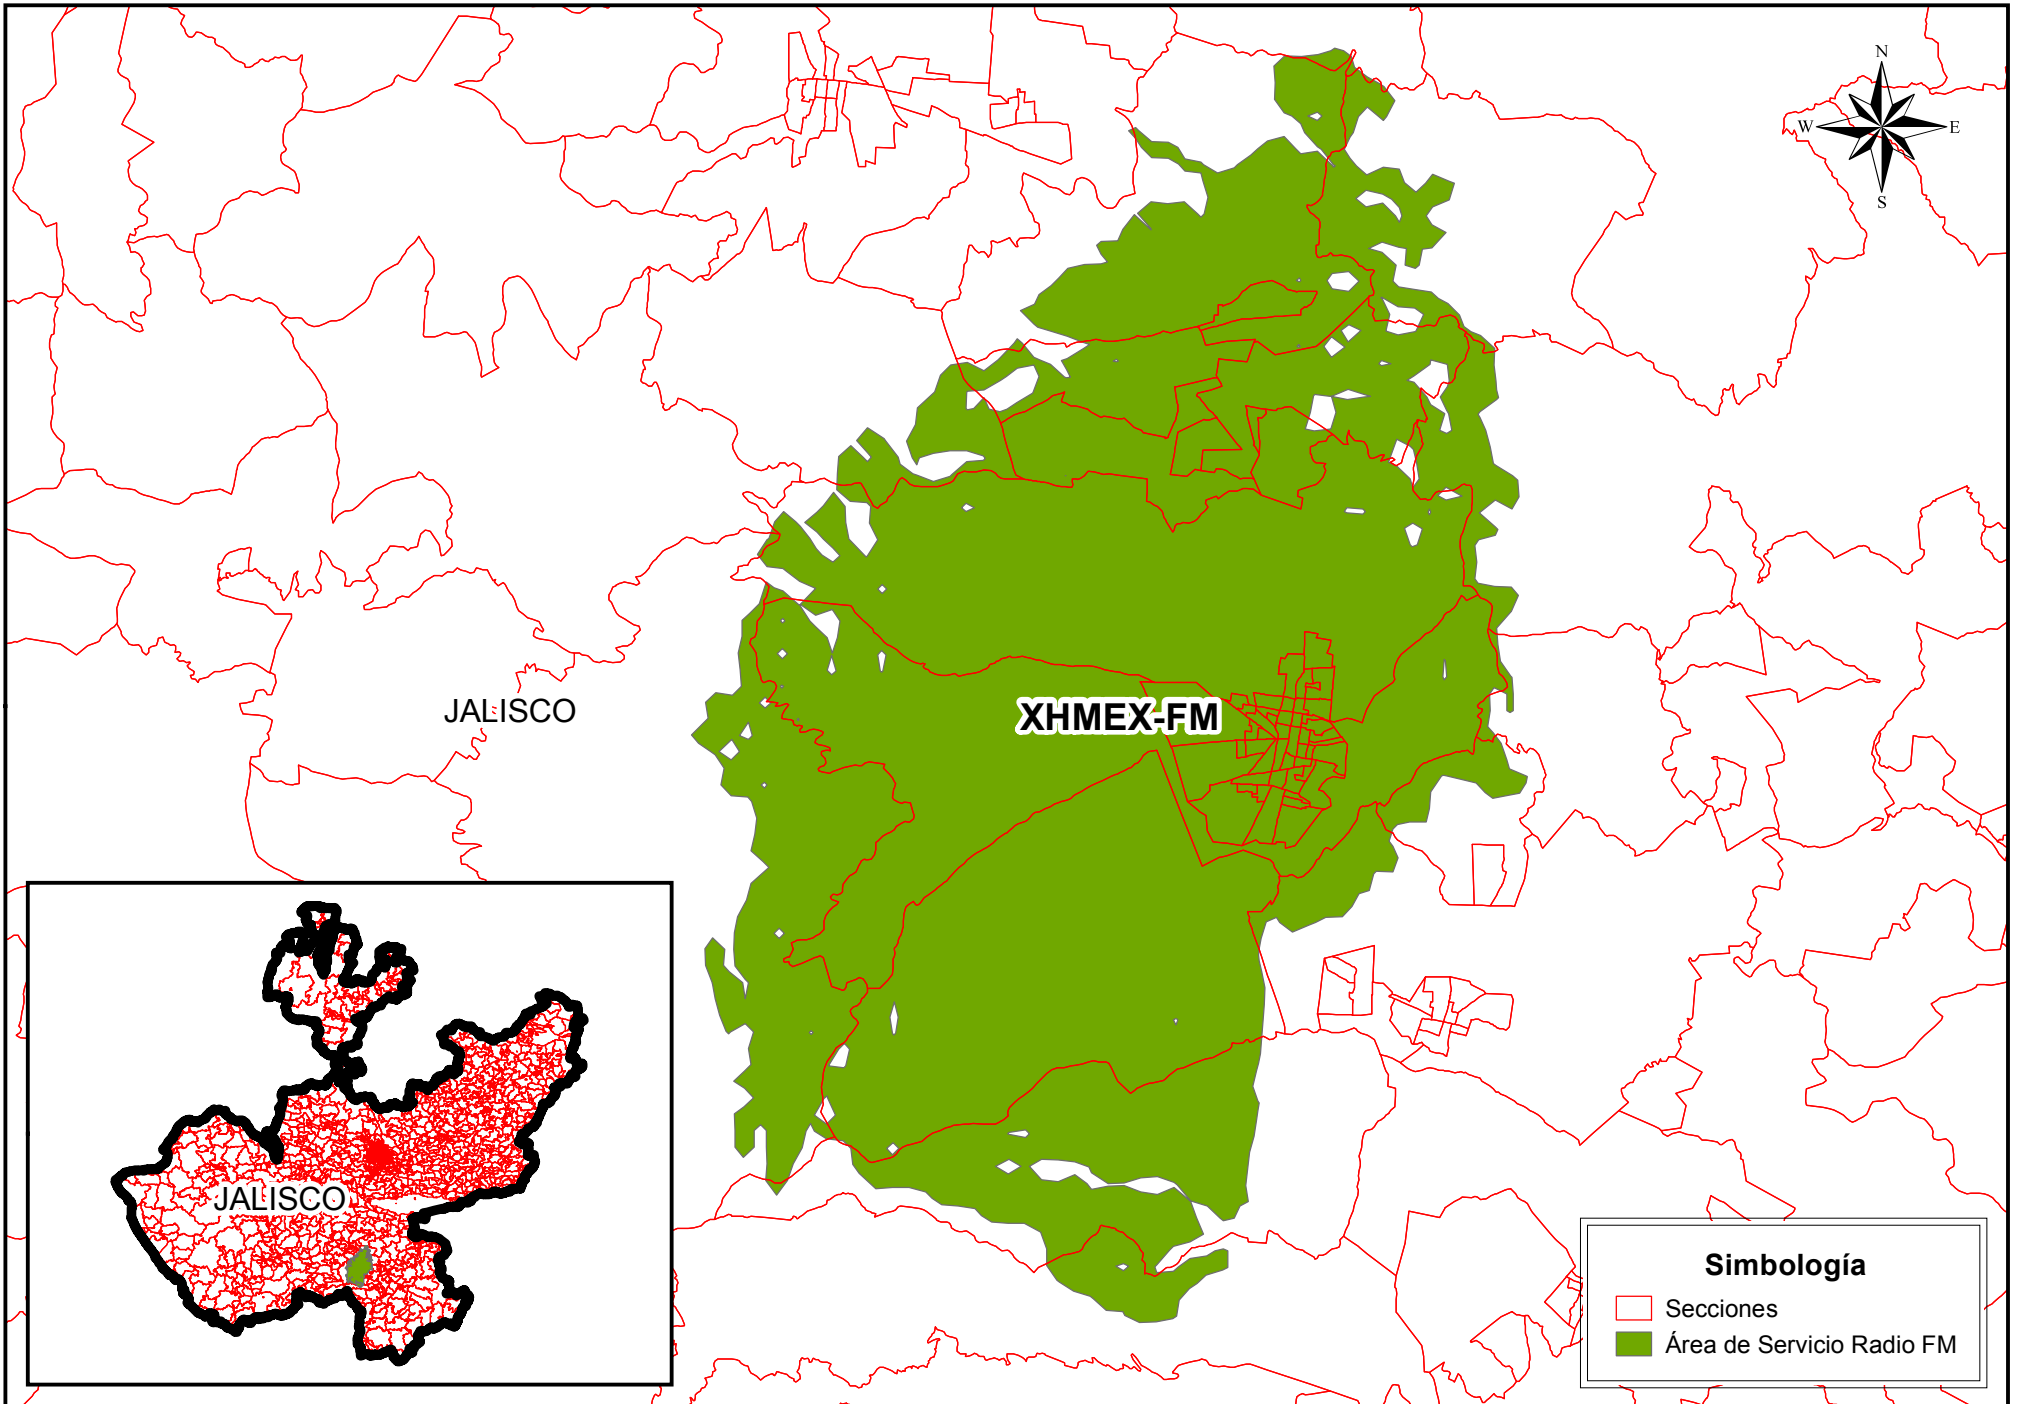 N
W
E
S
JALISCO
XHMEX-FM
JALISCO
Simbología
Secciones
Área de Servicio Radio FM